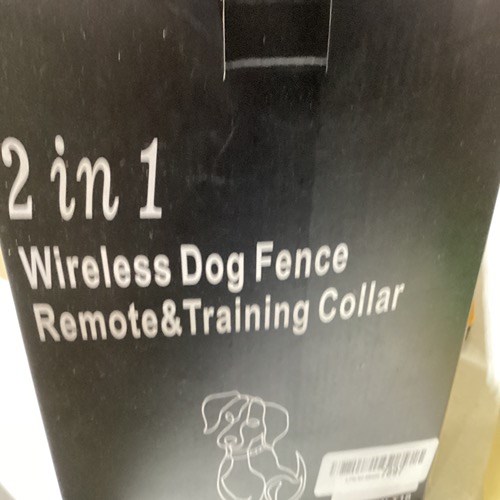 2 in 1
Wireless Dog Fence
Remote&Training Collar